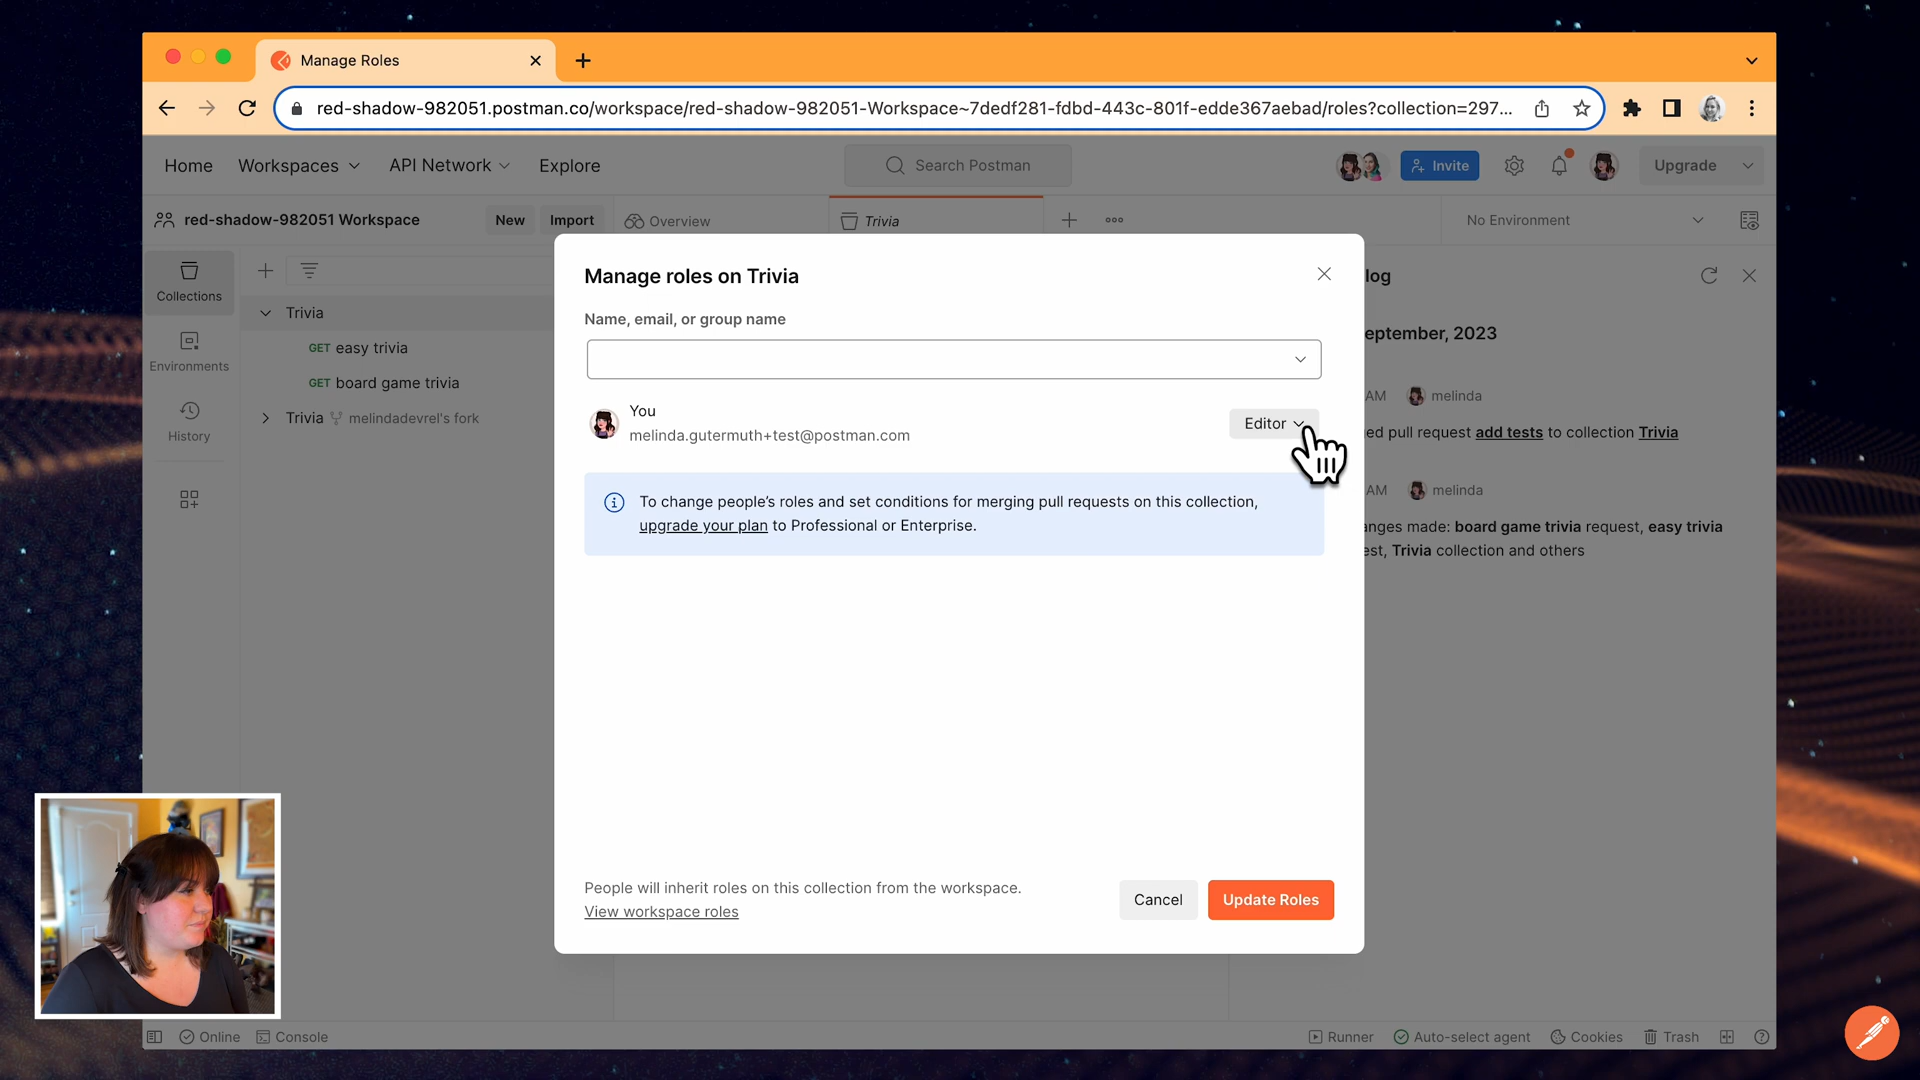 Manage Roles
red-shadow-982051.postman.co/workspace/red-shadow-982051-Workspace~7dedf281-fdbd-443c-801f-edde367aebad/roles?collection=297...
Home Workspaces API Network Explore
Search Postman
Invite
Upgrade
red-shadow-982051 Workspace
New Import
Overview
Trivia
No Environment
Collections
Environments
History
Trivia
GET easy trivia
GET board game trivia
Trivia melindadevrel's fork
Manage roles on Trivia
Name, email, or group name
You
melinda.gutermuth+test@postman.com
Editor
To change people's roles and set conditions for merging pull requests on this collection,
upgrade your plan to Professional or Enterprise.
People will inherit roles on this collection from the workspace.
View workspace roles
Cancel
Update Roles
log
eptember, 2023
AM melinda
ed pull request add tests to collection Trivia
AM melinda
anges made: board game trivia request, easy trivia
est, Trivia collection and others
Online Console
Runner Auto-select agent Cookies Trash